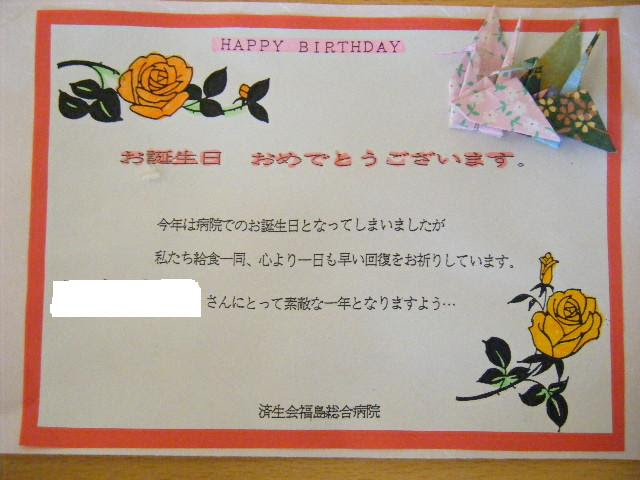 HAPPY BIRTHDAY
お誕生日　おめでとうございます。
今年は病院でのお誕生日となってしまいましたが
私たち給食一同、心より一日も早い回復をお祈りしています。
さんにとって素敵な一年となりますよう…
済生会福島総合病院